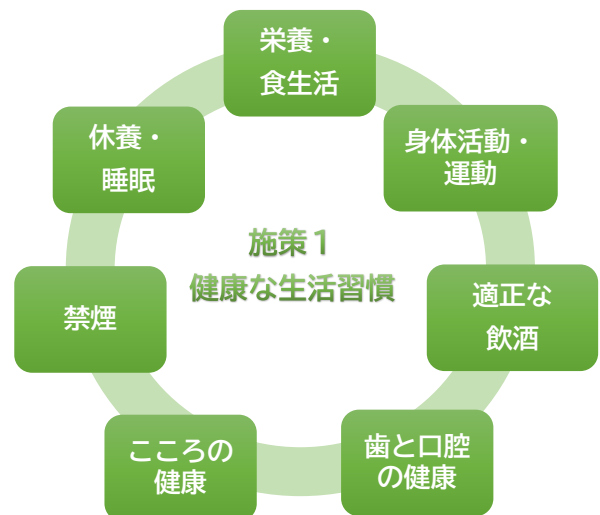 栄養・
食生活
身体活動・
運動
適正な
飲酒
歯と口腔
の健康
こころの
健康
禁煙
休養・
睡眠
施策１
健康な生活習慣